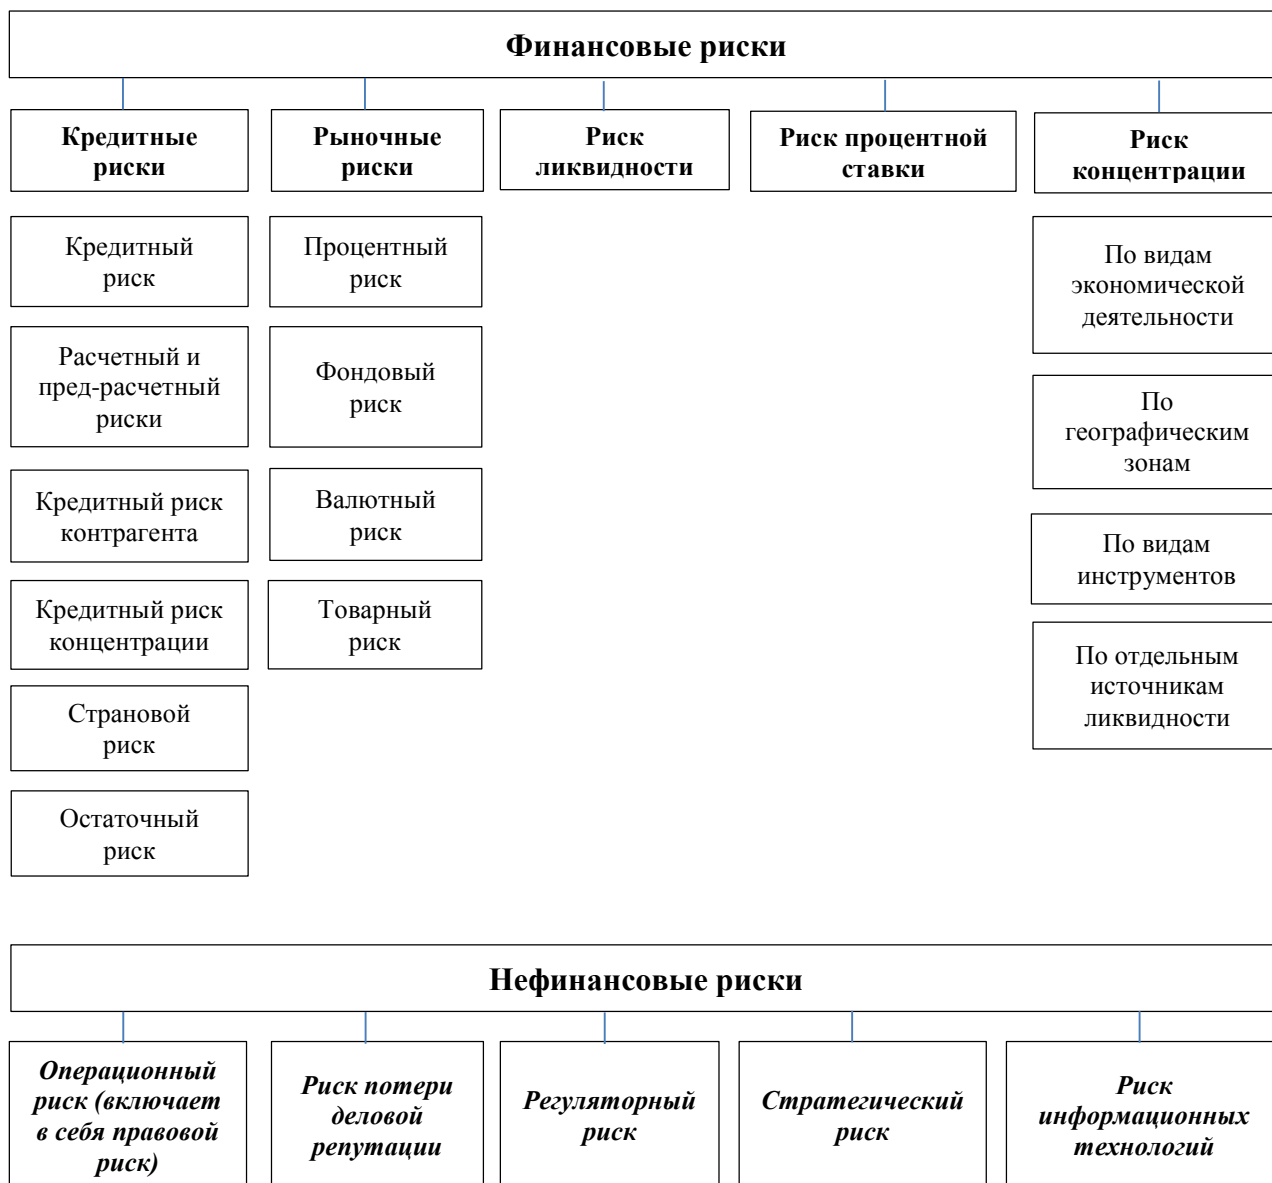 Финансовые риски
Кредитные
риски
Рыночные
риски
Риск
ликвидности
Риск процентной
ставки
Риск
концентрации
Кредитный
риск
Расчетный и
пред-расчетный
риски
Кредитный риск
контрагента
Кредитный риск
концентрации
Страновой
риск
Остаточный
риск
Процентный
риск
Фондовый
риск
Валютный
риск
Товарный
риск
По видам
экономической
деятельности
По
географическим
зонам
По видам
инструментов
По отдельным
источникам
ликвидности
Нефинансовые риски
Операционный
риск (включает
в себя правовой
риск)
Риск потери
деловой
репутации
Регуляторный
риск
Стратегический
риск
Риск
информационных
технологий